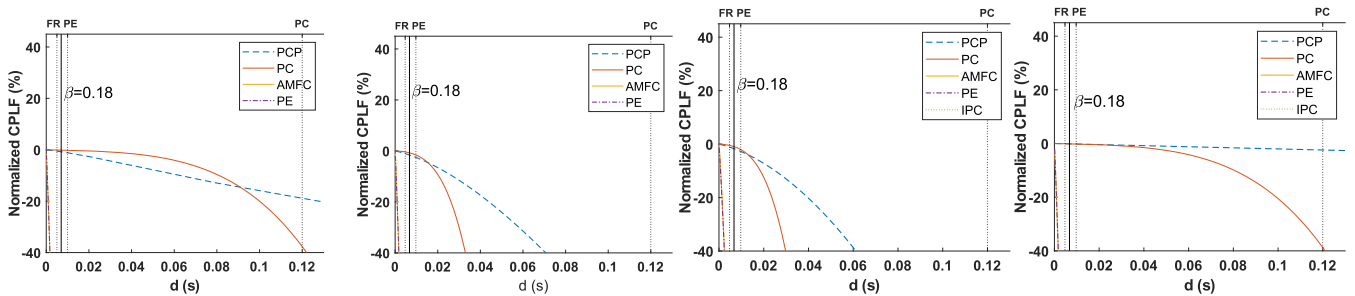 FR PE PC
40
20
0
-20
-40
Normalized CPLF (%)
β=0.18
PCP
PC
AMFC
PE
0 0.02 0.04 0.06 0.08 0.1 0.12
d (s)
FR PE PC
40
20
0
-20
-40
Normalized CPLF (%)
β=0.18
PCP
PC
AMFC
PE
0 0.02 0.04 0.06 0.08 0.1 0.12
d (s)
FR PE PC
40
20
0
-20
-40
Normalized CPLF (%)
β=0.18
PCP
PC
AMFC
PE
IPC
0 0.02 0.04 0.06 0.08 0.1 0.12
d (s)
FR PE PC
40
20
0
-20
-40
Normalized CPLF (%)
β=0.18
PCP
PC
AMFC
PE
IPC
0 0.02 0.04 0.06 0.08 0.1 0.12
d (s)